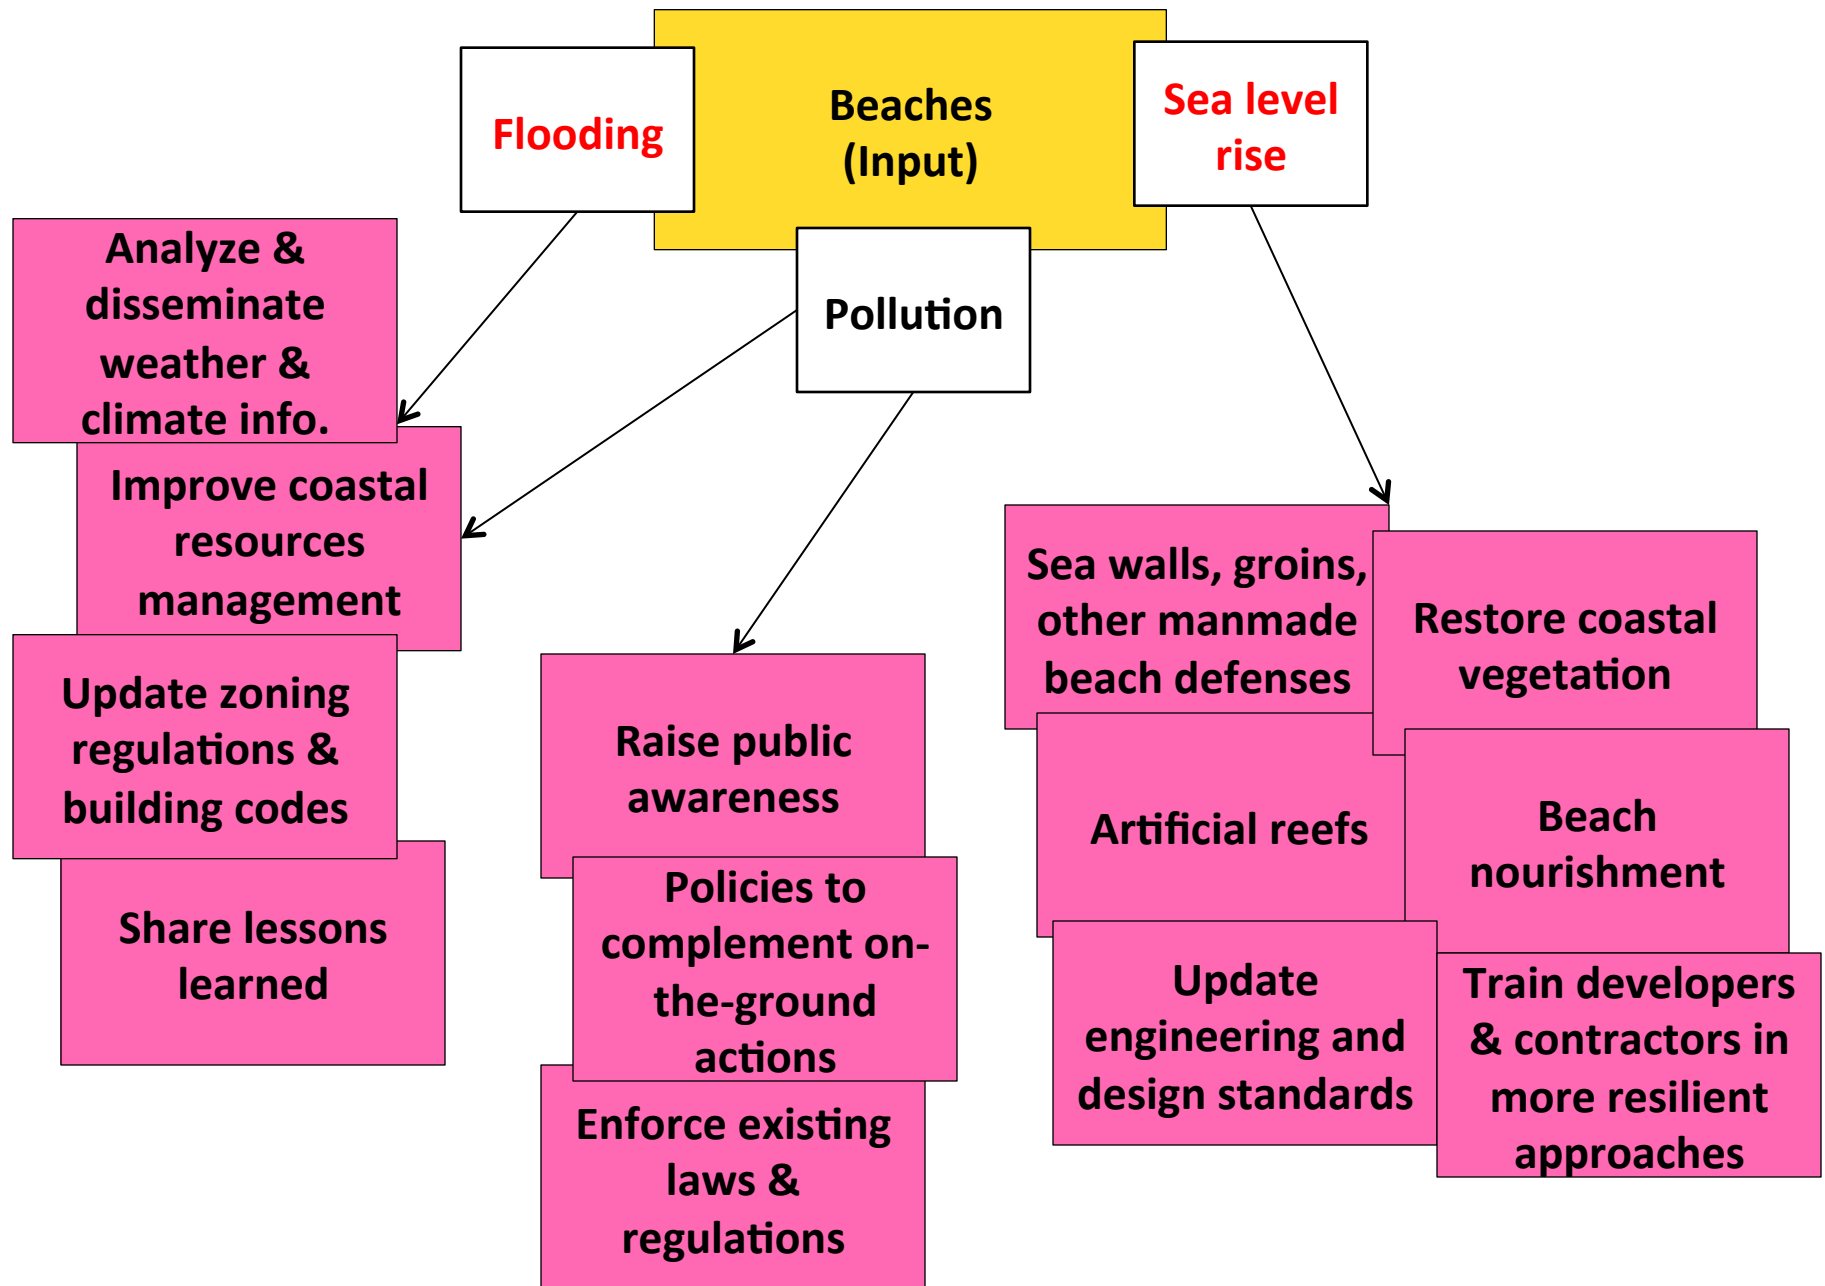 Beaches
(Input)
Flooding
Sea level
rise
Pollution
Analyze &
disseminate
weather &
climate info.
Improve coastal
resources
management
Update zoning
regulations &
building codes
Share lessons
learned
Raise public
awareness
Policies to
complement on-
the-ground
actions
Enforce existing
laws &
regulations
Sea walls, groins,
other manmade
beach defenses
Restore coastal
vegetation
Artificial reefs
Beach
nourishment
Update
engineering and
design standards
Train developers
& contractors in
more resilient
approaches